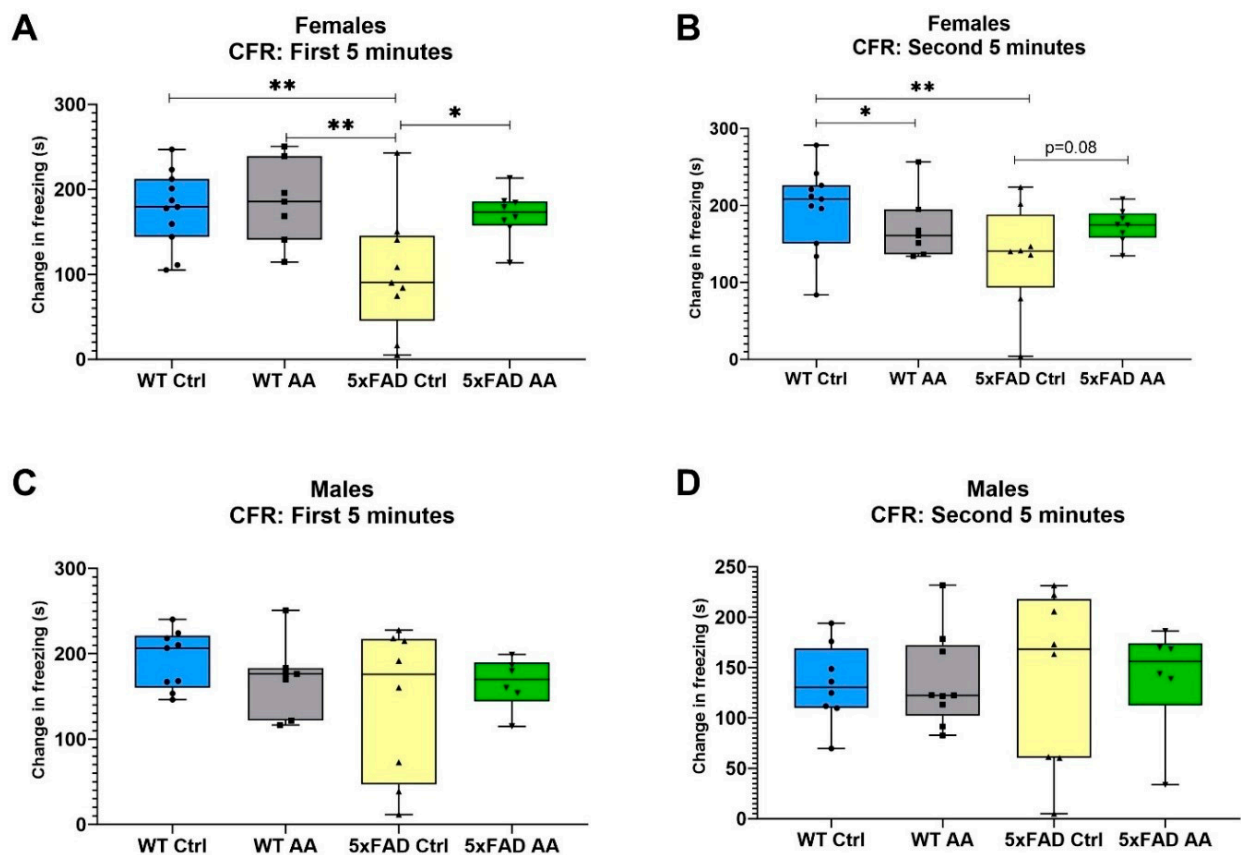 A
Females
CFR: First 5 minutes
**
** *
Change in freezing (s)
300
200
100
0
WT Ctrl WT AA 5xFAD Ctrl 5xFAD AA
B
Females
CFR: Second 5 minutes
**
*
p=0.08
Change in freezing (s)
300
200
100
0
WT Ctrl WT AA 5xFAD Ctrl 5xFAD AA
C
Males
CFR: First 5 minutes
Change in freezing (s)
300
200
100
0
WT Ctrl WT AA 5xFAD Ctrl 5xFAD AA
D
Males
CFR: Second 5 minutes
Change in freezing (s)
250
200
150
100
50
0
WT Ctrl WT AA 5xFAD Ctrl 5xFAD AA